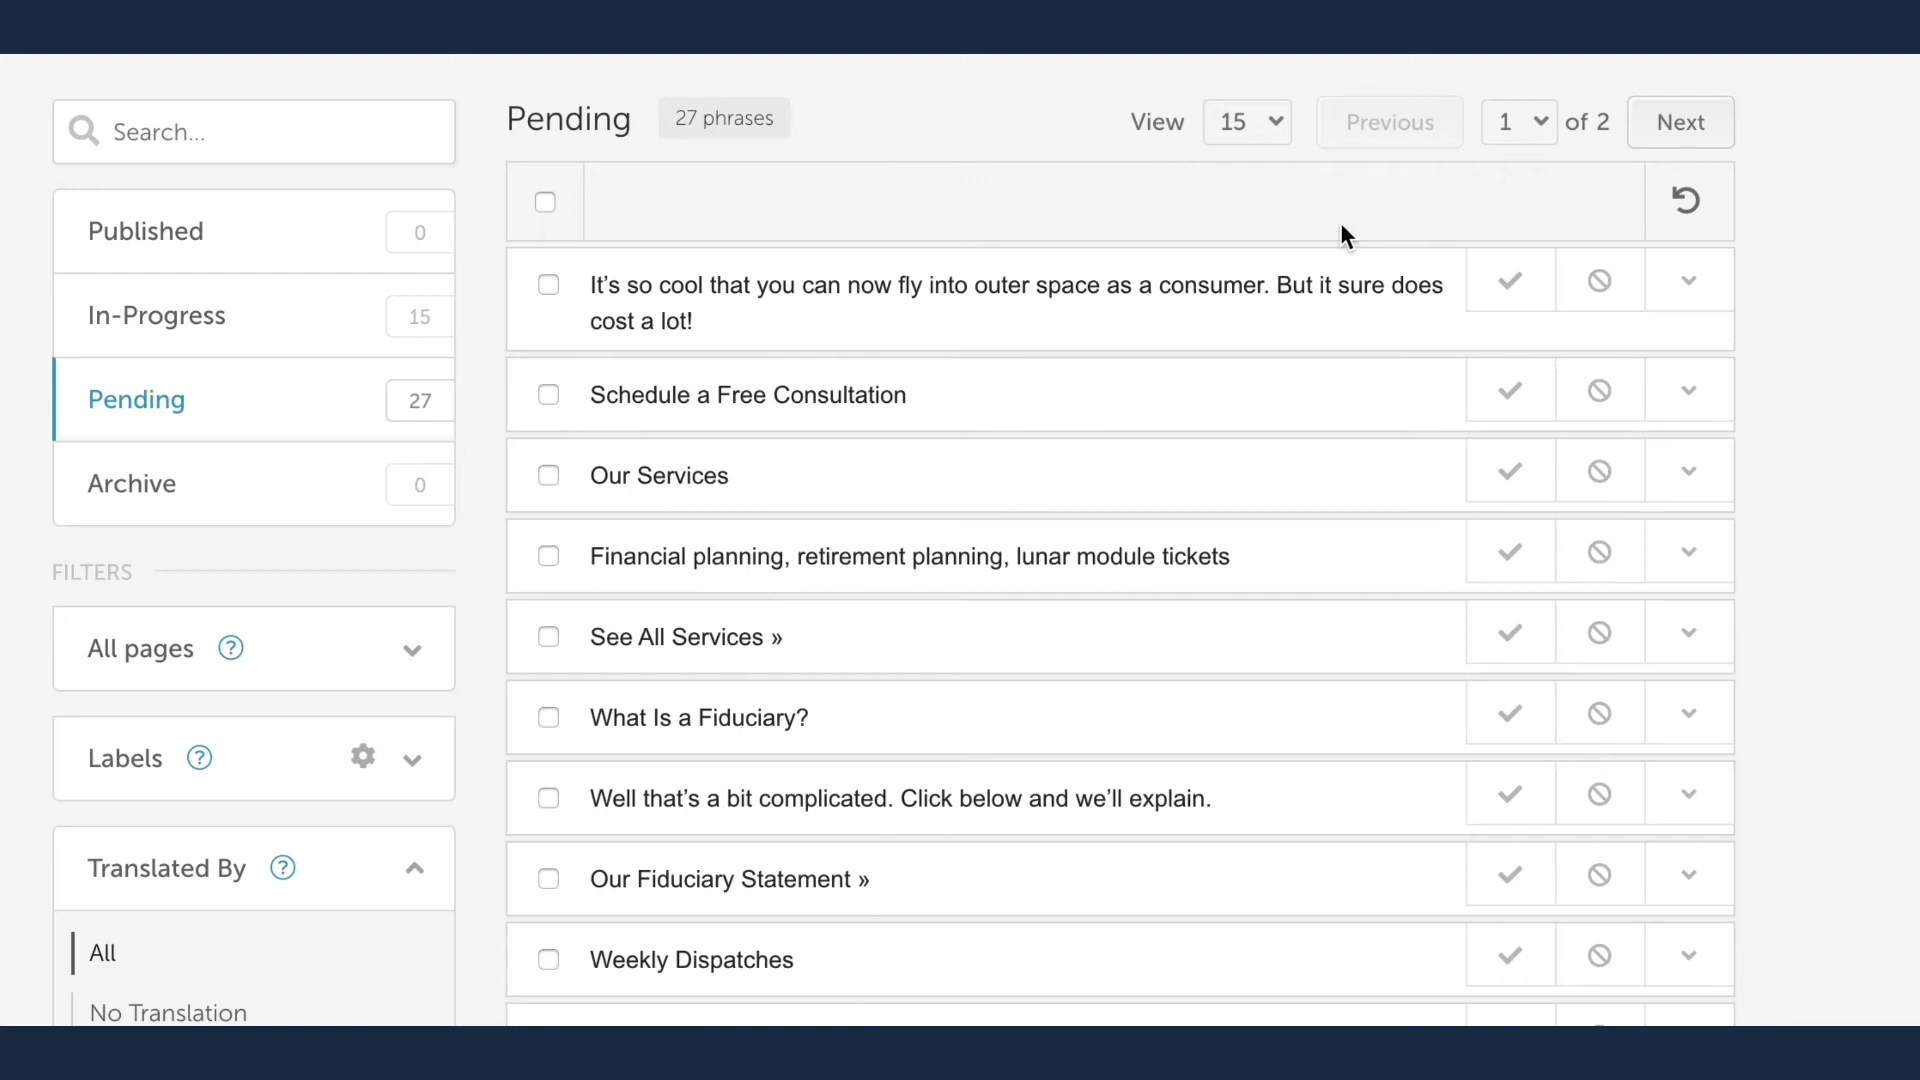 Search...
Published
0
In-Progress
15
Pending
27
Archive
0
FILTERS
All pages
?
Labels
?
Translated By
?
All
No Translation
Pending
27 phrases
View
15
Previous
1
of 2
Next
It’s so cool that you can now fly into outer space as a consumer. But it sure does
cost a lot!
Schedule a Free Consultation
Our Services
Financial planning, retirement planning, lunar module tickets
See All Services »
What Is a Fiduciary?
Well that’s a bit complicated. Click below and we’ll explain.
Our Fiduciary Statement »
Weekly Dispatches